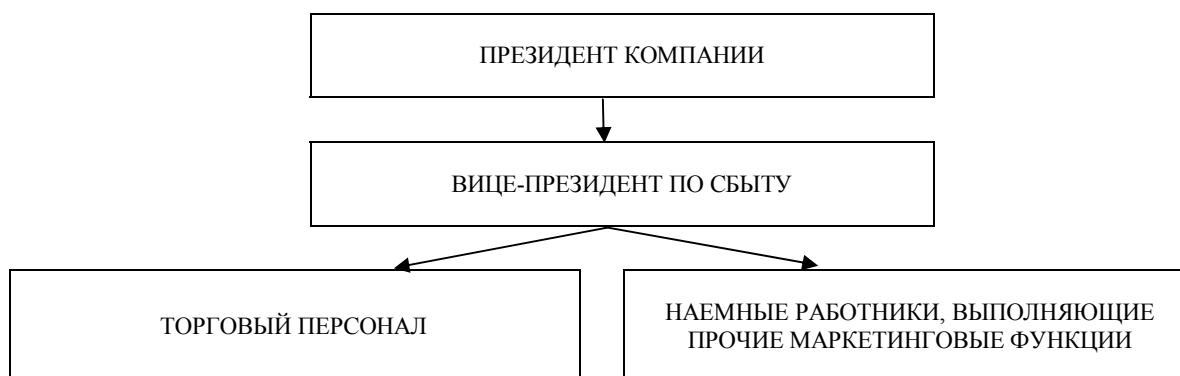 ПРЕЗИДЕНТ КОМПАНИИ
ВИЦЕ-ПРЕЗИДЕНТ ПО СБЫТУ
ТОРГОВЫЙ ПЕРСОНАЛ
НАЕМНЫЕ РАБОТНИКИ, ВЫПОЛНЯЮЩИЕ
ПРОЧИЕ МАРКЕТИНГОВЫЕ ФУНКЦИИ